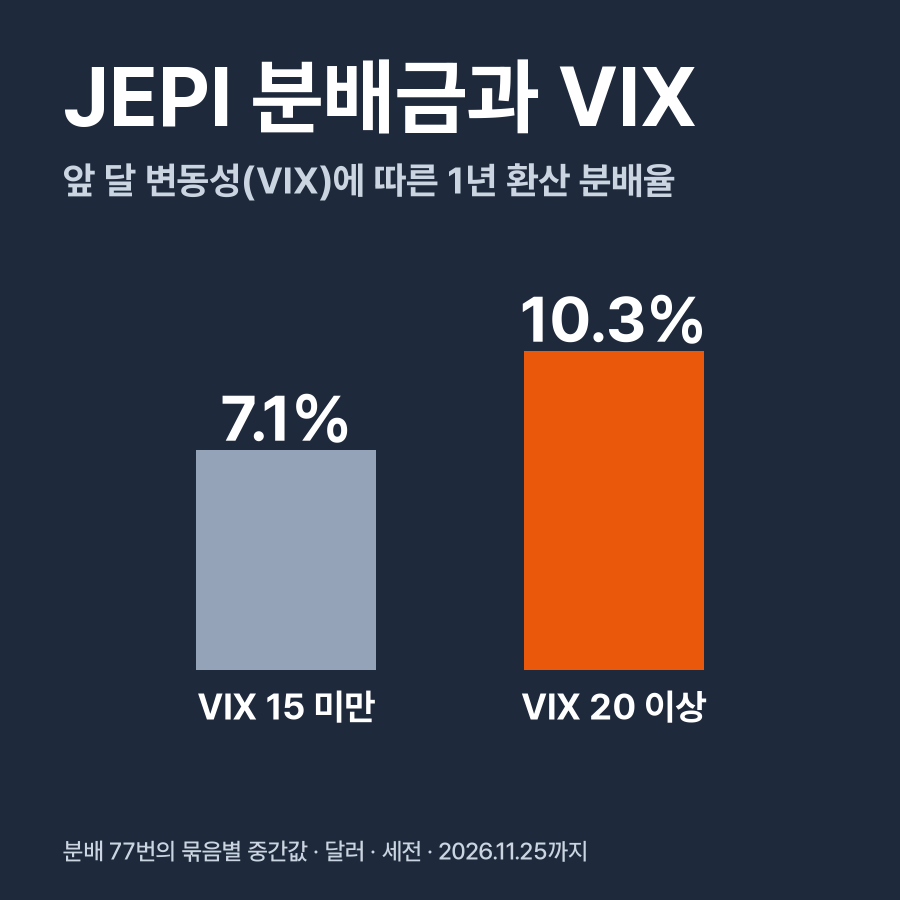 JEPI 분배금과 VIX
앞 달 변동성(VIX)에 따른 1년 환산 분배율
10.3%
7.1%
VIX 15 미만
VIX 20 이상
분배 77번의 묶음별 중간값 · 달러 · 세전 · 2026.11.25까지